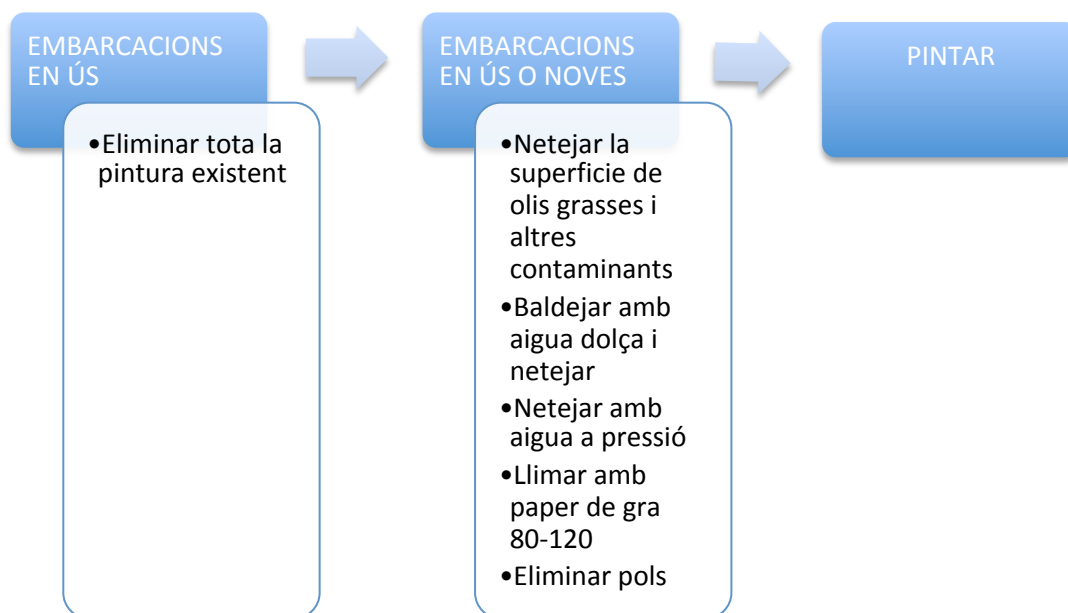 EMBARCACIONS
EN ÚS
•Eliminar tota la
pintura existent
EMBARCACIONS
EN ÚS O NOVES
•Netejar la
superficie de
olis grasses i
altres
contaminants
•Baldejar amb
aigua dolça i
netejar
•Netejar amb
aigua a pressió
•Llimar amb
paper de gra
80-120
•Eliminar pols
PINTAR